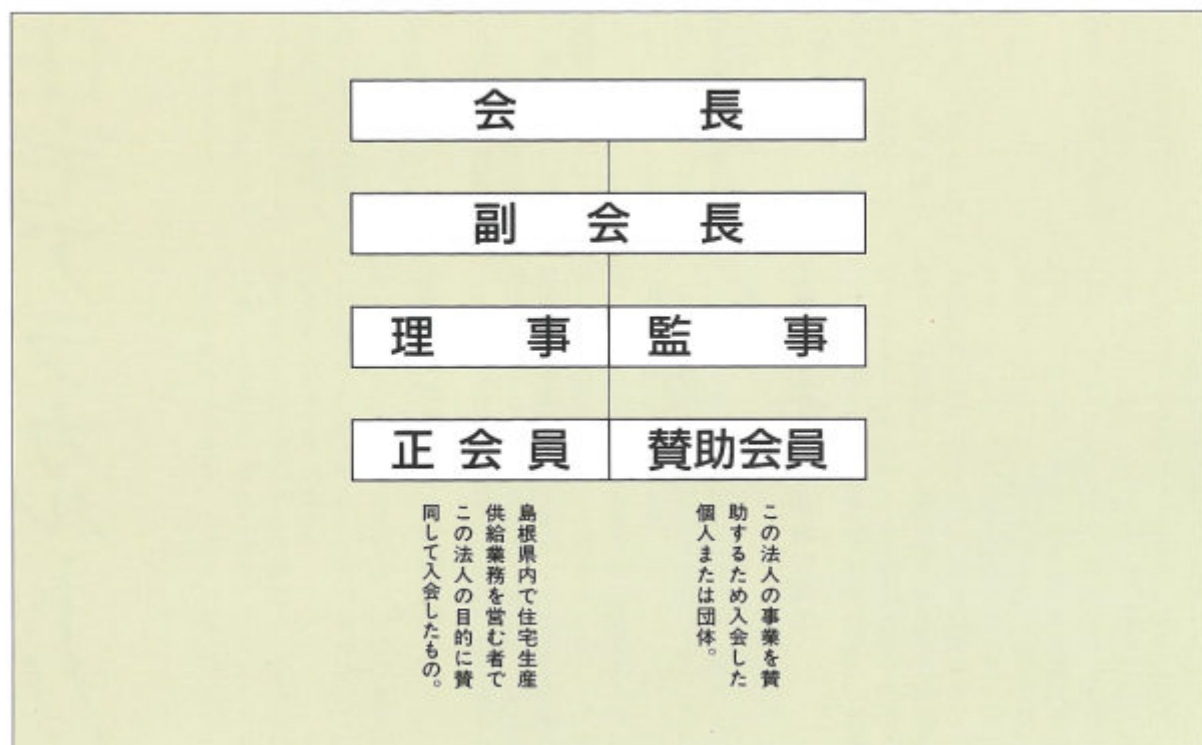 会長
副会長
理事
監事
正会員
賛助会員
島根県内で住宅生産
供給業務を営む者で
この法人の目的に賛
同して入会したもの。
この法人の事業を賛
助するため入会した
個人または団体。